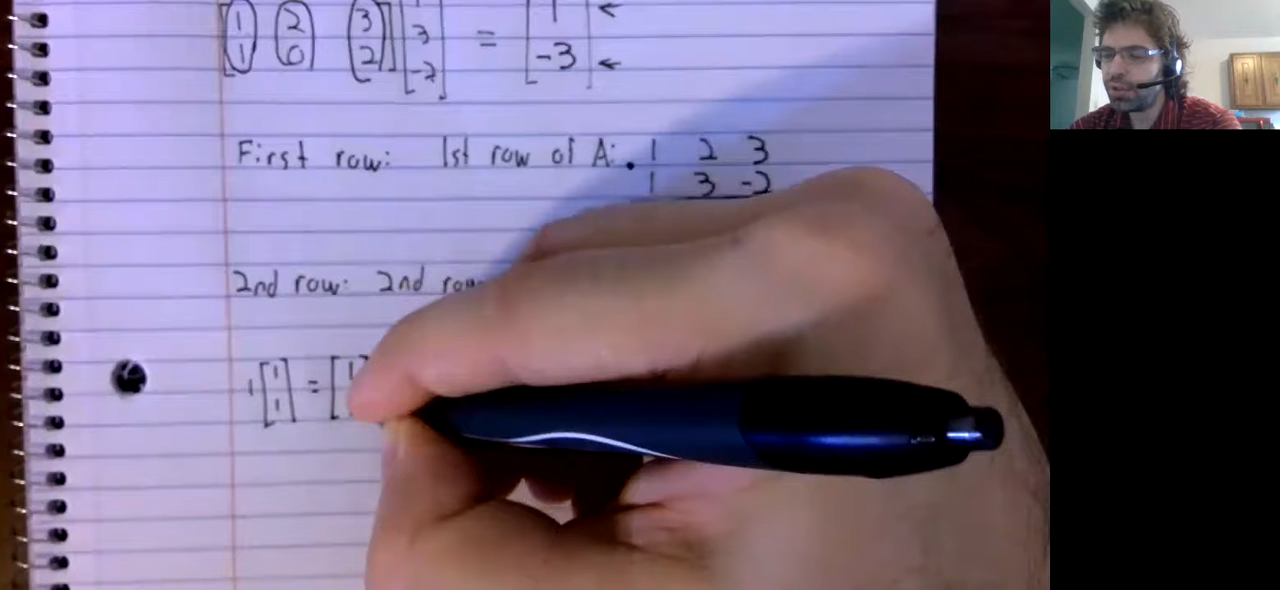 [1 2 3] [1] = [1] ←
[1 0 2] [3] [-3] ←
[-2]
First row: 1st row of A: . 1 2 3
1 3 -2
2nd row: 2nd row
1 [1] = [1
[1]